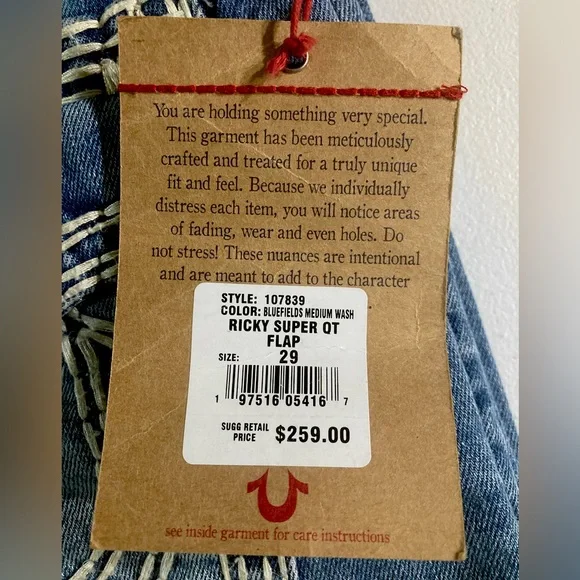 You are holding something very special.
This garment has been meticulously
crafted and treated for a truly unique
fit and feel. Because we individually
distress each item, you will notice areas
of fading, wear and even holes. Do
not stress! These nuances are intentional
and are meant to add to the character
STYLE: 107839
COLOR: BLUEFIELDS MEDIUM WASH
RICKY SUPER QT
FLAP
SIZE: 29
1 97516 05416 7
SUGG RETAIL
PRICE $259.00
see inside garment for care instructions